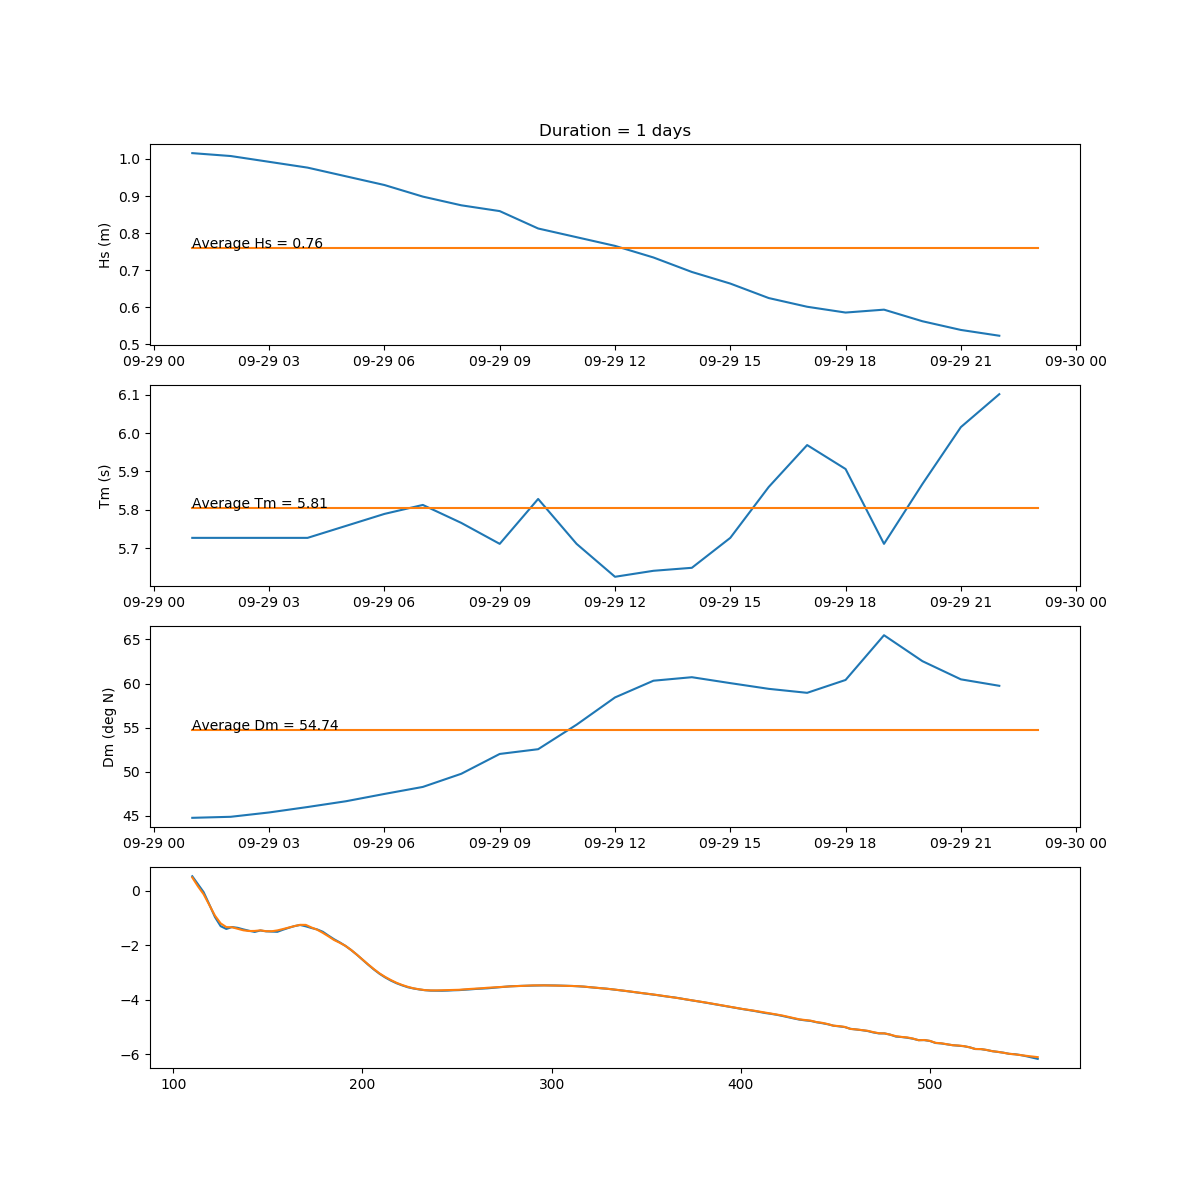 Duration = 1 days
Hs (m)
1.0
0.9
0.8
0.7
0.6
0.5
Average Hs = 0.76
09-29 00 09-29 03 09-29 06 09-29 09 09-29 12 09-29 15 09-29 18 09-29 21 09-30 00
Tm (s)
6.1
6.0
5.9
5.8
5.7
Average Tm = 5.81
09-29 00 09-29 03 09-29 06 09-29 09 09-29 12 09-29 15 09-29 18 09-29 21 09-30 00
Dm (deg N)
65
60
55
50
45
Average Dm = 54.74
09-29 00 09-29 03 09-29 06 09-29 09 09-29 12 09-29 15 09-29 18 09-29 21 09-30 00
0
−2
−4
−6
100 200 300 400 500